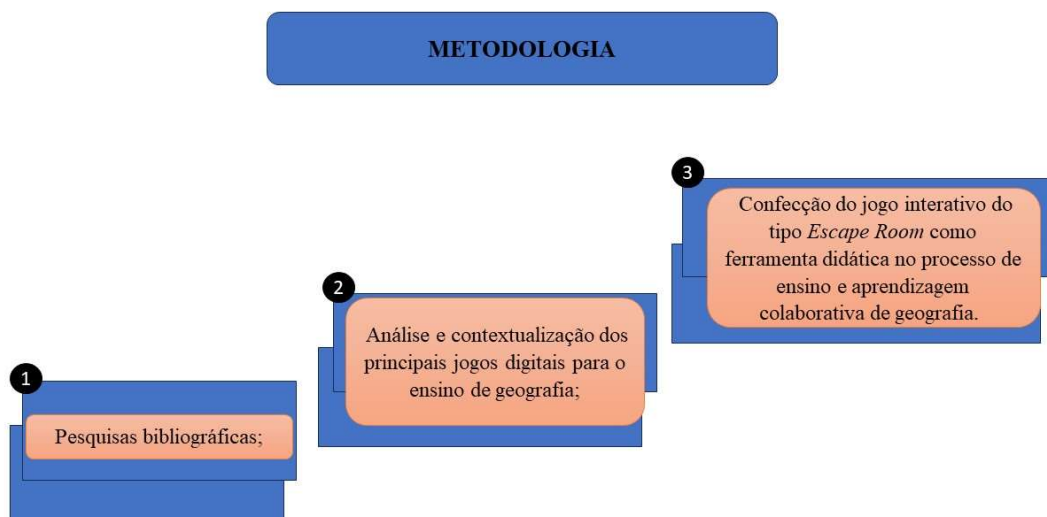 METODOLOGIA
1
Pesquisas bibliográficas;
2
Análise e contextualização dos
principais jogos digitais para o
ensino de geografia;
3
Confecção do jogo interativo do
tipo Escape Room como
ferramenta didática no processo de
ensino e aprendizagem
colaborativa de geografia.